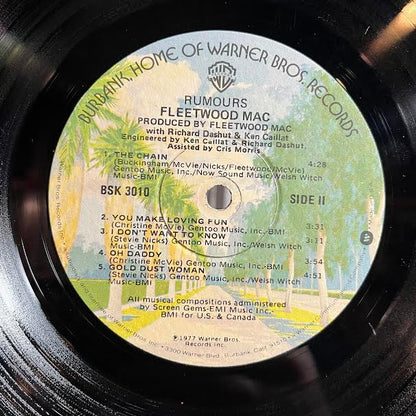 BURBANK, HOME OF WARNER BROS. RECORDS
RUMOURS
FLEETWOOD MAC
PRODUCED BY FLEETWOOD MAC
with Richard Dashut & Ken Caillat
Engineered by Ken Caillat & Richard Dashut,
Assisted by Cris Morris
1. THE CHAIN 4:28
(Buckingham/McVie/Nicks/Fleetwood/McVie)
Gentoo Music, Inc./Now Sound Music/Welsh Witch
Music-BMI
BSK 3010 SIDE II
2. YOU MAKE LOVING FUN 3:31
(Christine McVie) Gentoo Music, Inc.-BMI
3. I DON'T WANT TO KNOW 3:11
(Stevie Nicks) Gentoo Music, Inc./Welsh Witch
Music-BMI
4. OH DADDY
(Christine McVie) Gentoo Music, Inc.-BMI
5. GOLD DUST WOMAN
(Stevie Nicks) Gentoo Music, Inc./Welsh Witch
Music-BMI
All musical compositions administered
by Screen Gems-EMI Music Inc.
BMI for U.S. & Canada
℗1977 Warner Bros.
Records Inc.
3300 Warner Blvd., Burbank, Calif.